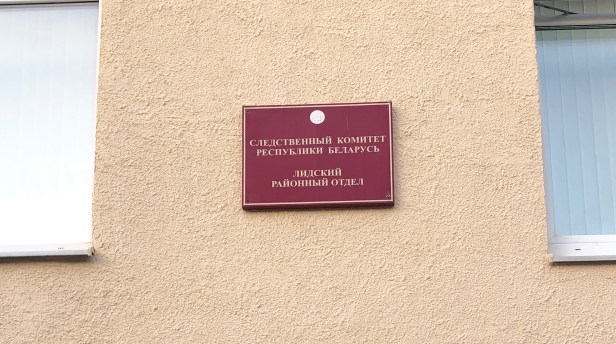 СЛЕДСТВЕННЫЙ КОМИТЕТ
РЕСПУБЛИКИ БЕЛАРУСЬ
ЛИДСКИЙ
РАЙОННЫЙ ОТДЕЛ